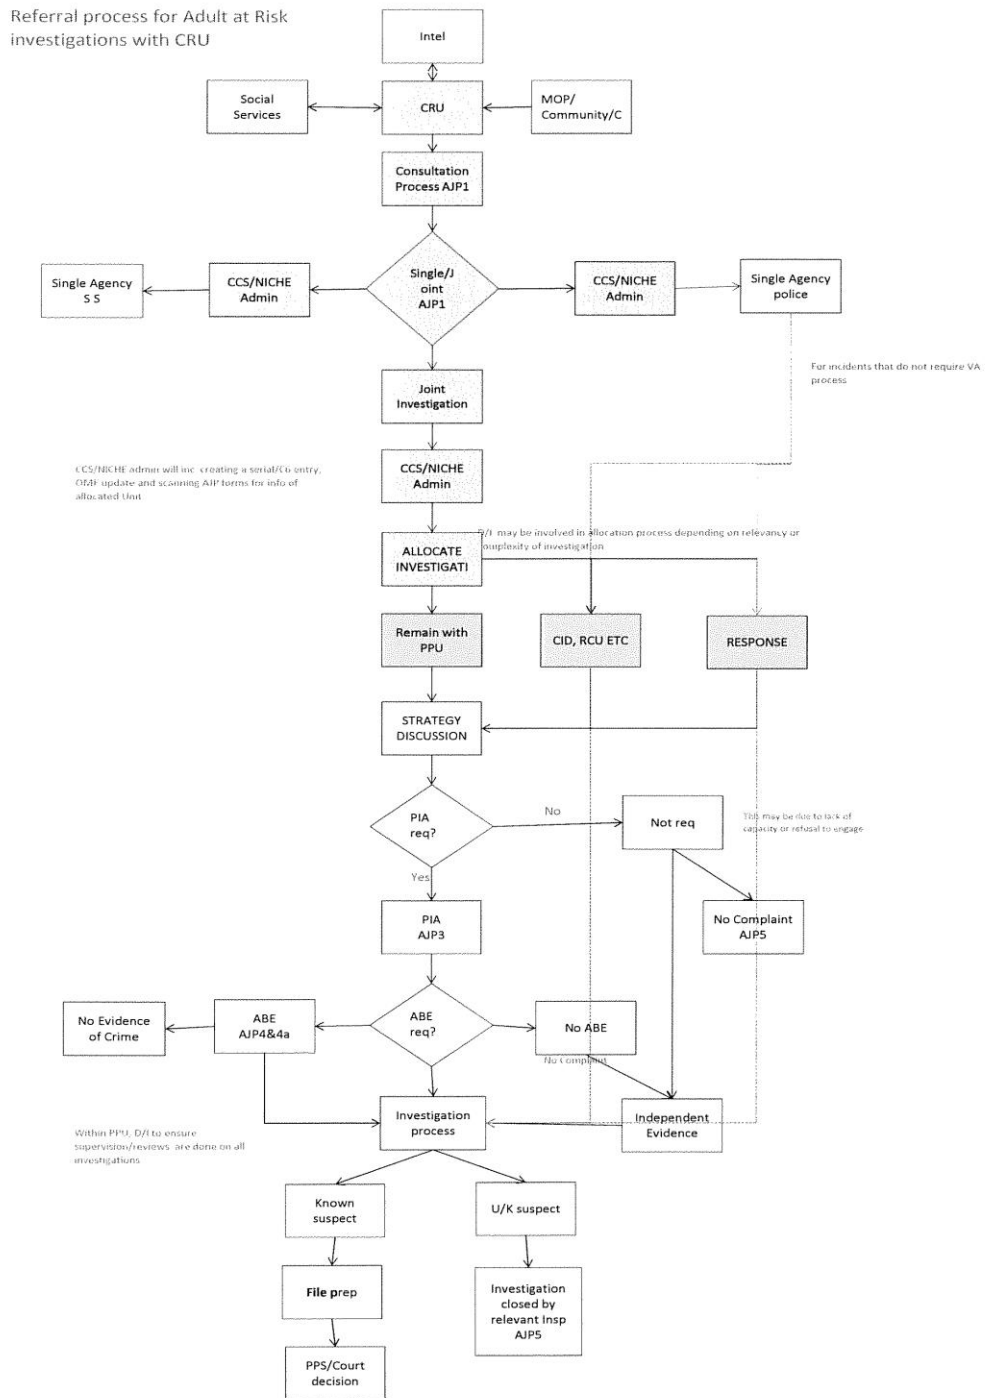 Referral process for Adult at Risk
investigations with CRU
Intel
Social
Services
CRU
MOP/
Community/C
Consultation
Process AJP1
Single Agency
S S
CCS/NICHE
Admin
Single/J
oint
AJP1
CCS/NICHE
Admin
Single Agency
police
For incidents that do not require VA
process
Joint
Investigation
CCS/NICHE admin will inc creating a serial/C6 entry,
OMF update and scanning AJP forms for info of
allocated Unit
CCS/NICHE
Admin
D/I may be involved in allocation process depending on relevancy or
complexity of investigation
ALLOCATE
INVESTIGATI
Remain with
PPU
CID, RCU ETC
RESPONSE
STRATEGY
DISCUSSION
PIA
req?
No
Not req
This may be due to lack of
capacity or refusal to engage
Yes
PIA
AJP3
No Complaint
AJP5
No Evidence
of Crime
ABE
AJP4&4a
ABE
req?
No ABE
No Complaint
Investigation
process
Independent
Evidence
Within PPU, D/I to ensure
supervision/reviews are done on all
investigations
Known
suspect
U/K suspect
File prep
Investigation
closed by
relevant Insp
AJP5
PPS/Court
decision